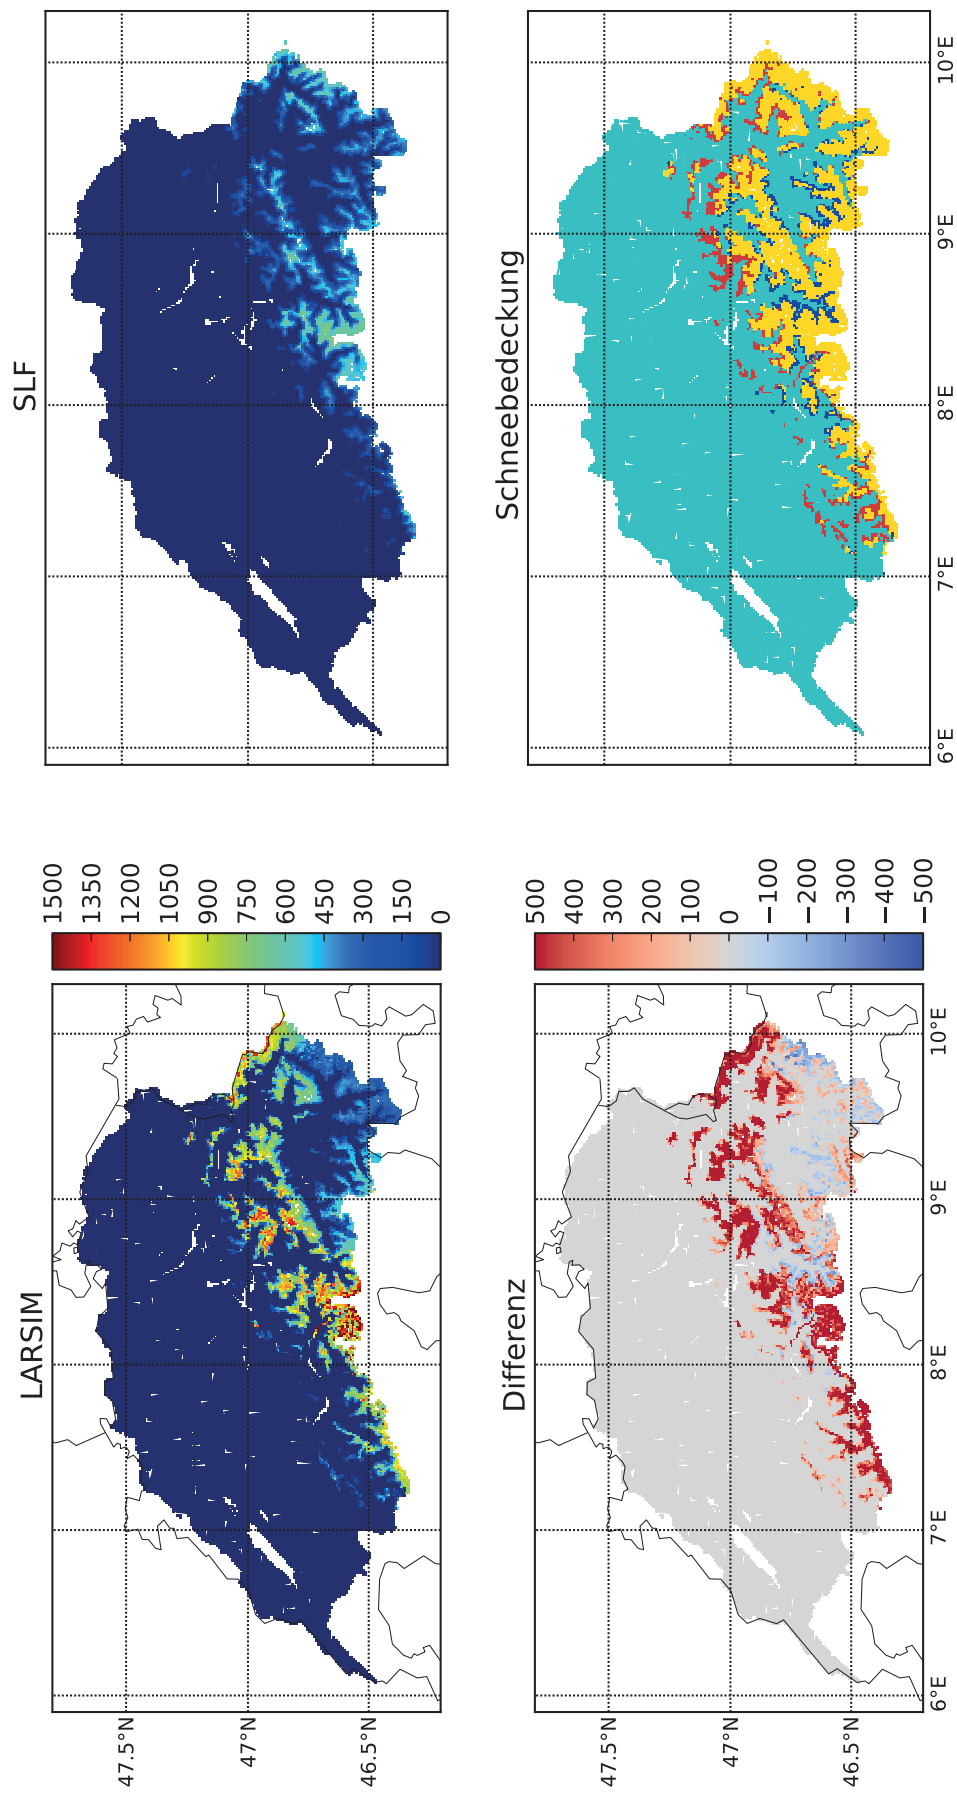 LARSIM
SLF
1500
1350
1200
1050
900
750
600
450
300
150
0
47.5°N
47°N
46.5°N
Differenz
Schneebedeckung
500
400
300
200
100
0
−100
−200
−300
−400
−500
47.5°N
47°N
46.5°N
6°E
7°E
8°E
9°E
10°E
6°E
7°E
8°E
9°E
10°E